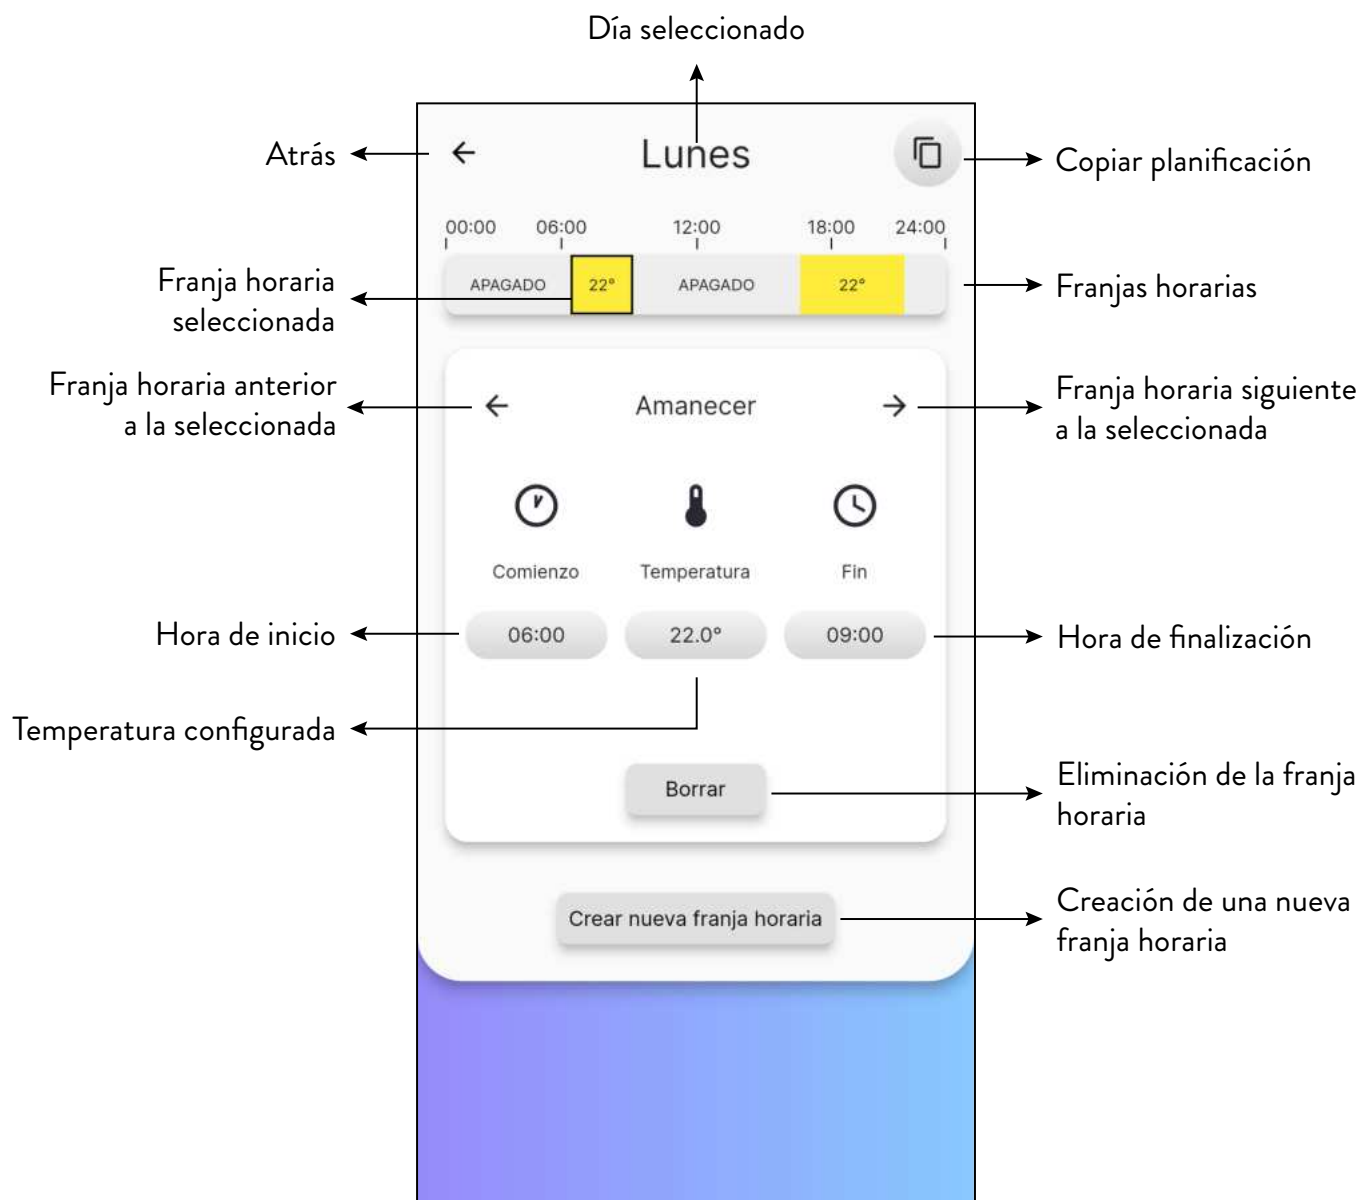 Día seleccionado
Atrás
Lunes
Copiar planificación
00:00 06:00 12:00 18:00 24:00
Franja horaria
seleccionada
APAGADO 22° APAGADO 22°
Franjas horarias
Franja horaria anterior
a la seleccionada
Amanecer
Franja horaria siguiente
a la seleccionada
Comienzo Temperatura Fin
Hora de inicio
06:00 22.0° 09:00
Hora de finalización
Temperatura configurada
Borrar
Eliminación de la franja
horaria
Crear nueva franja horaria
Creación de una nueva
franja horaria